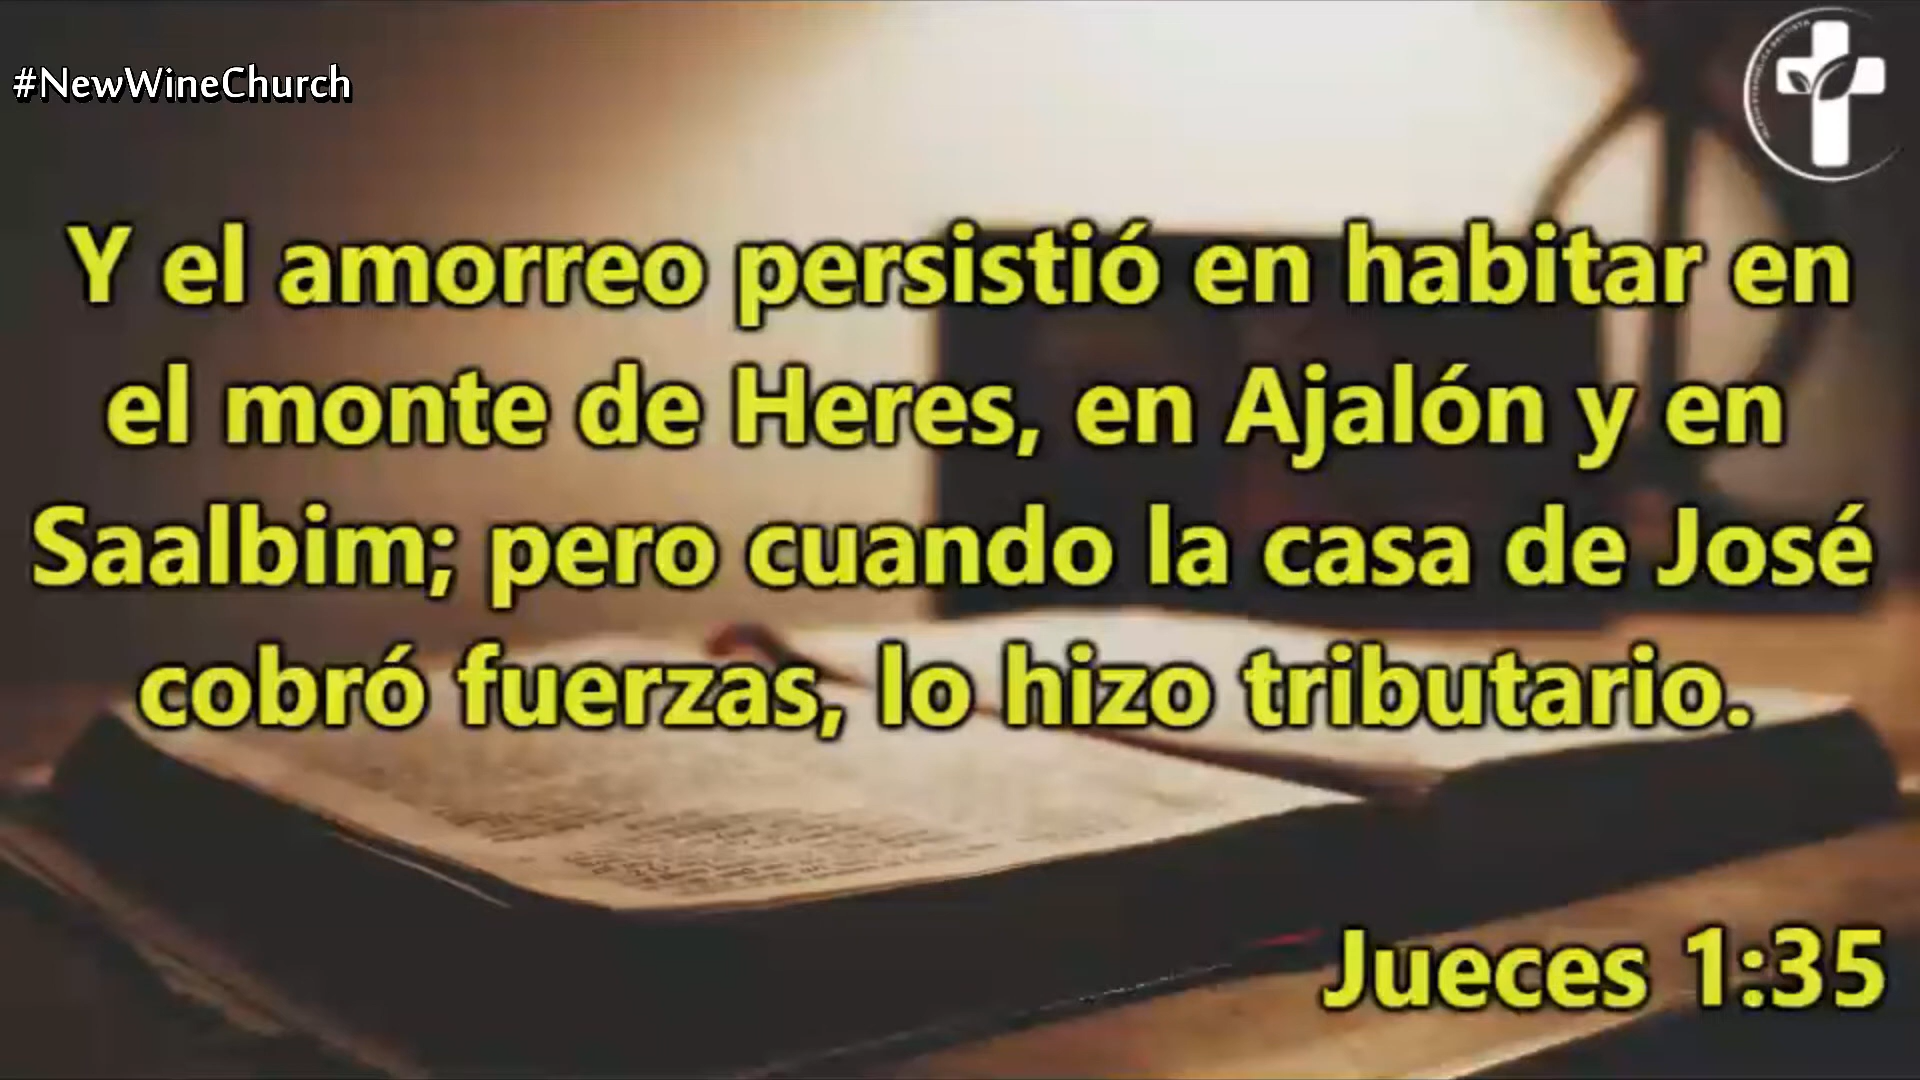 #NewWineChurch
Y el amorreo persistió en habitar en
el monte de Heres, en Ajalón y en
Saalbim; pero cuando la casa de José
cobró fuerzas, lo hizo tributario.
Jueces 1:35